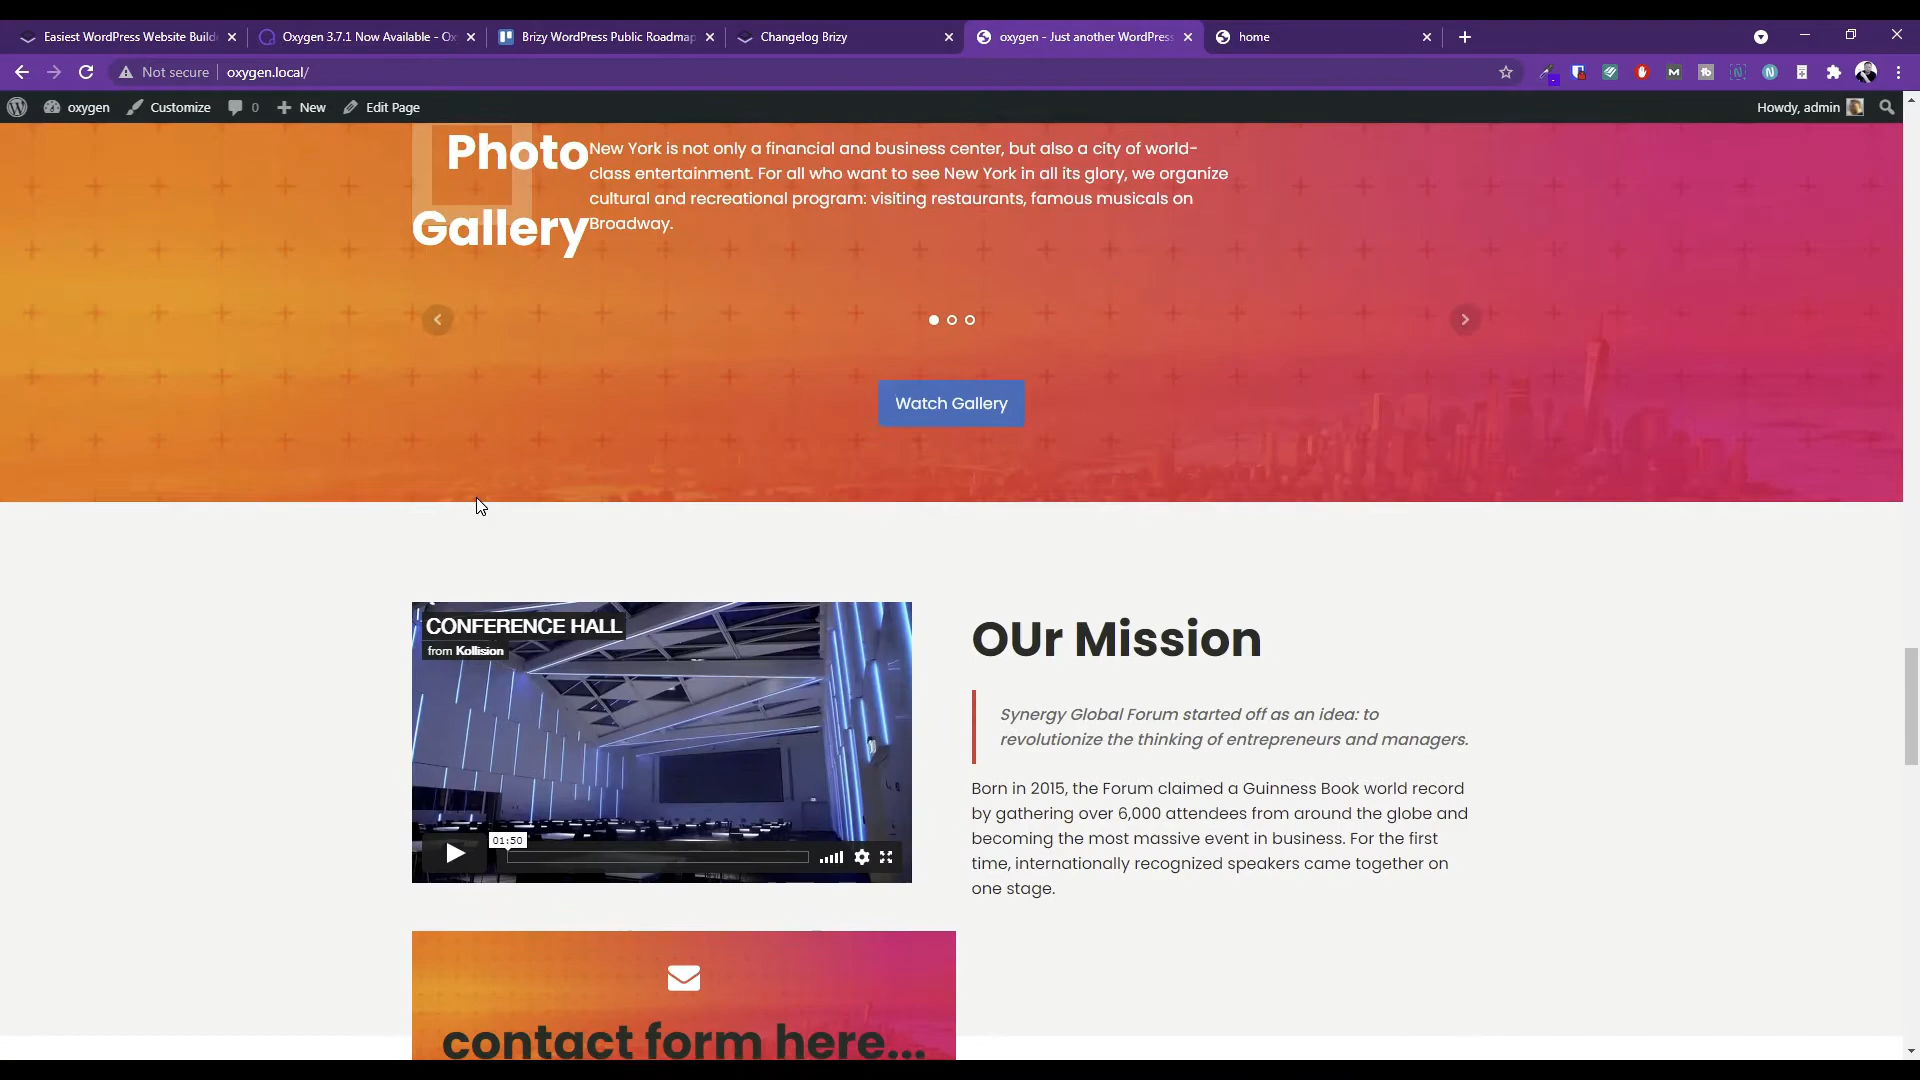 Easiest WordPress Website Build
Oxygen 3.7.1 Now Available - Ox
Brizy WordPress Public Roadmap
Changelog Brizy
oxygen - Just another WordPress
home
Not secure
oxygen.local/
oxygen
Customize
0
New
Edit Page
Howdy, admin
Photo
Gallery
New York is not only a financial and business center, but also a city of world-
class entertainment. For all who want to see New York in all its glory, we organize
cultural and recreational program: visiting restaurants, famous musicals on
Broadway.
Watch Gallery
CONFERENCE HALL
from Kollision
01:50
OUr Mission
Synergy Global Forum started off as an idea: to
revolutionize the thinking of entrepreneurs and managers.
Born in 2015, the Forum claimed a Guinness Book world record
by gathering over 6,000 attendees from around the globe and
becoming the most massive event in business. For the first
time, internationally recognized speakers came together on
one stage.
contact form here...